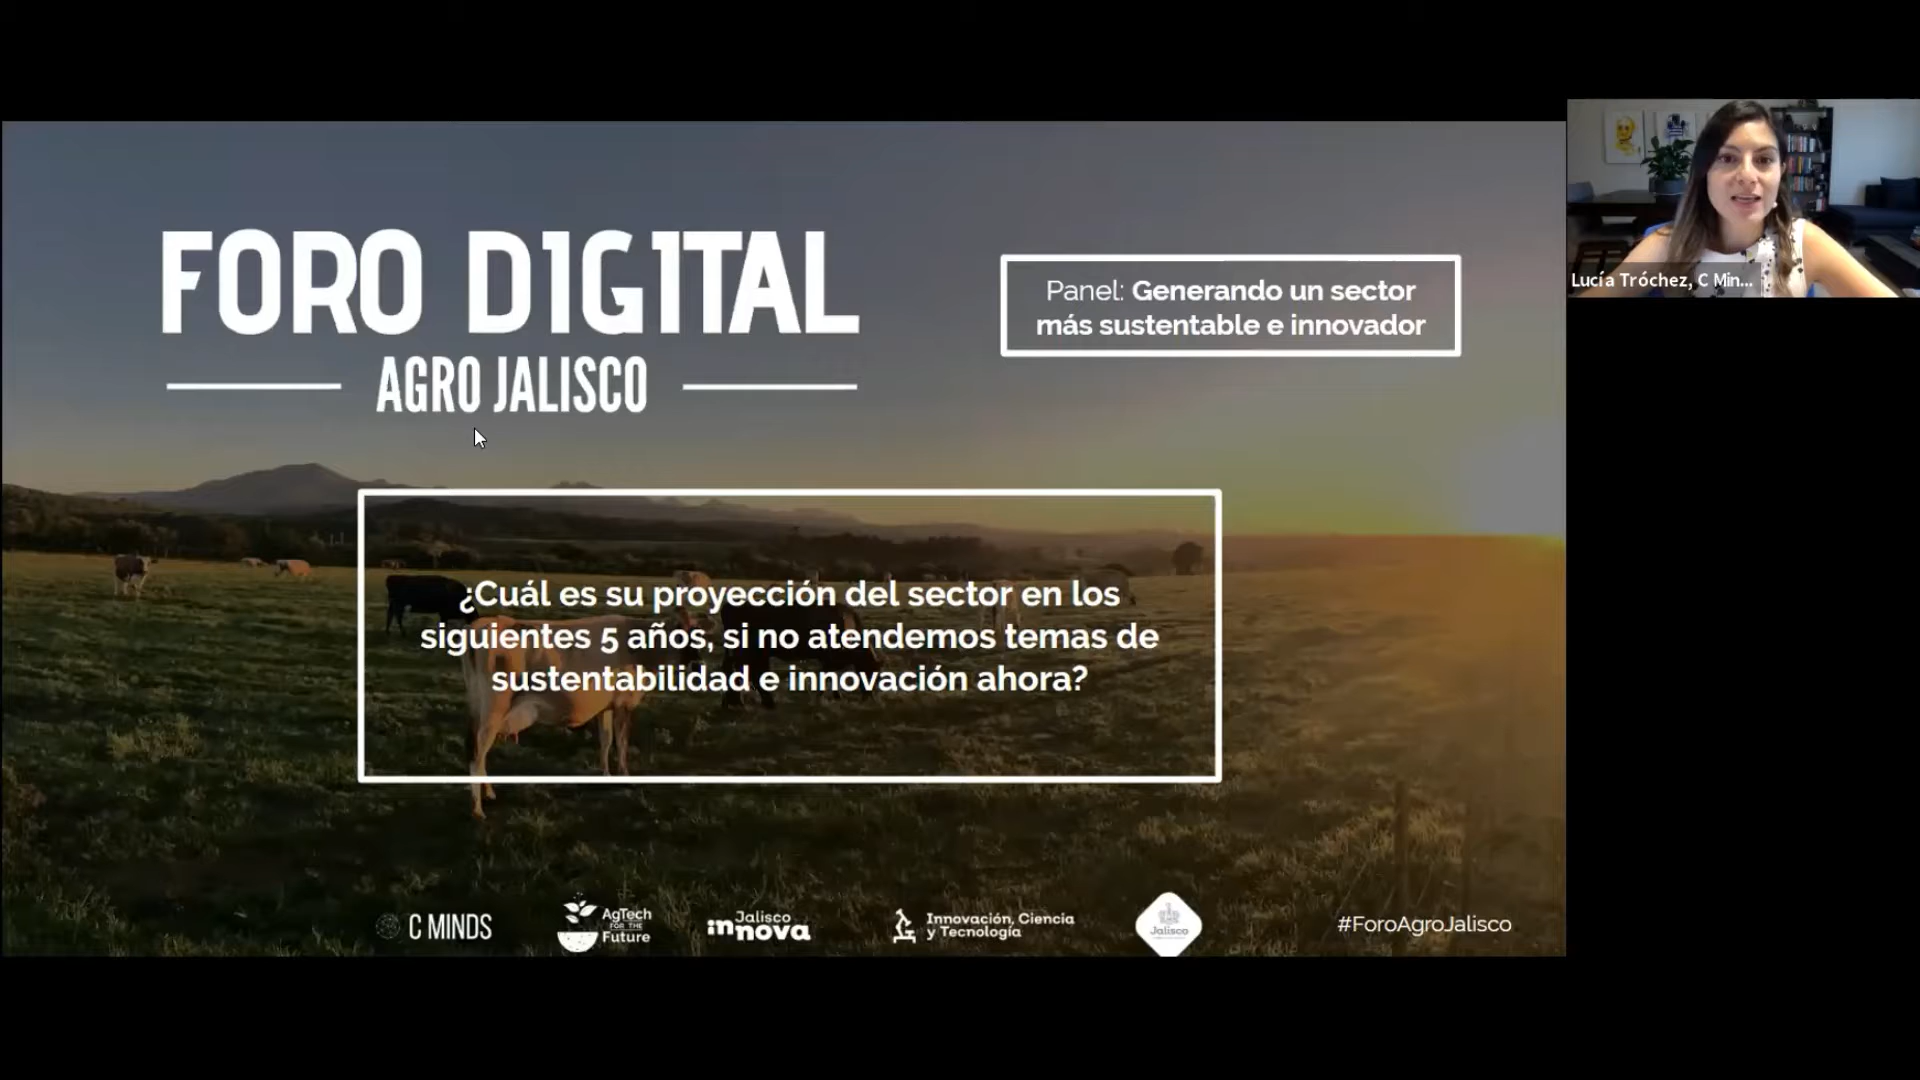 FORO D1G1TAL
AGRO JALISCO
Panel: Generando un sector
más sustentable e innovador
Lucía Tróchez, C Min...
¿Cuál es su proyección del sector en los
siguientes 5 años, si no atendemos temas de
sustentabilidad e innovación ahora?
C MINDS
AgTech
FOR THE
Future
Jalisco
innova
Innovación, Ciencia
y Tecnología
Jalisco
#ForoAgroJalisco